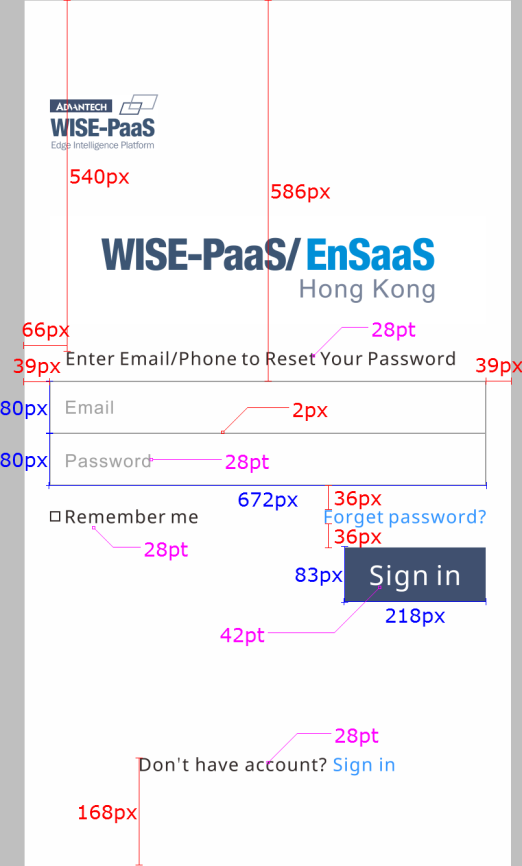 ADVANTECH
WISE-PaaS
Edge Intelligence Platform
540px
586px
WISE-PaaS/EnSaaS
Hong Kong
66px
28pt
Enter Email/Phone to Reset Your Password
39px
39px
80px
Email
2px
80px
Password
28pt
672px
36px
Remember me
Forget password?
36px
28pt
83px
Sign in
218px
42pt
28pt
Don't have account? Sign in
168px